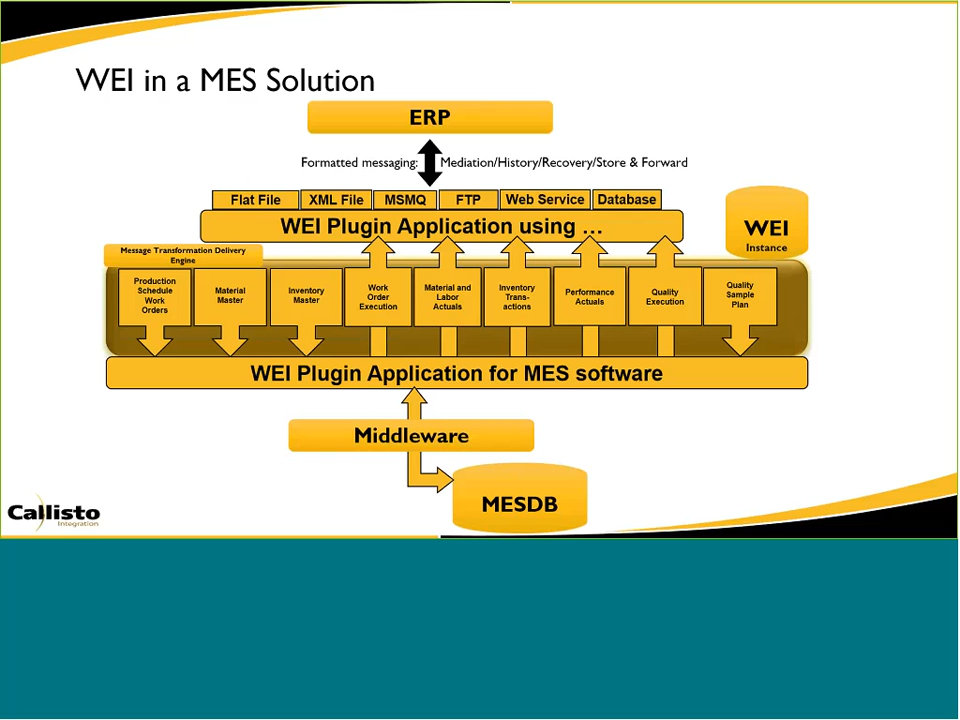 WEI in a MES Solution
ERP
Formatted messaging: Mediation/History/Recovery/Store & Forward
Flat File XML File MSMQ FTP Web Service Database
WEI Plugin Application using ...
WEI
Instance
Message Transformation Delivery
Engine
Production
Schedule
Work
Orders
Material
Master
Inventory
Master
Work
Order
Execution
Material and
Labor
Actuals
Inventory
Trans-
actions
Performance
Actuals
Quality
Execution
Quality
Sample
Plan
WEI Plugin Application for MES software
Middleware
MESDB
Callisto
Integration